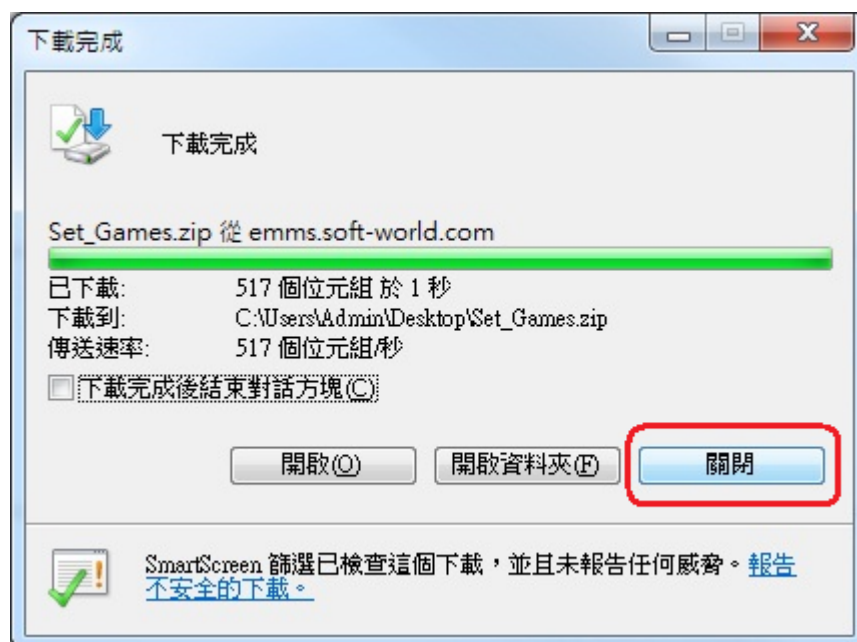 下載完成
下載完成
Set_Games.zip 從 emms.soft-world.com
已下載: 517 個位元組 於 1 秒
下載到: C:\Users\Admin\Desktop\Set_Games.zip
傳送速率: 517 個位元組/秒
下載完成後結束對話方塊(C)
開啟(O) 開啟資料夾(F) 關閉
SmartScreen 篩選已檢查這個下載，並且未報告任何威脅。報告
不安全的下載。